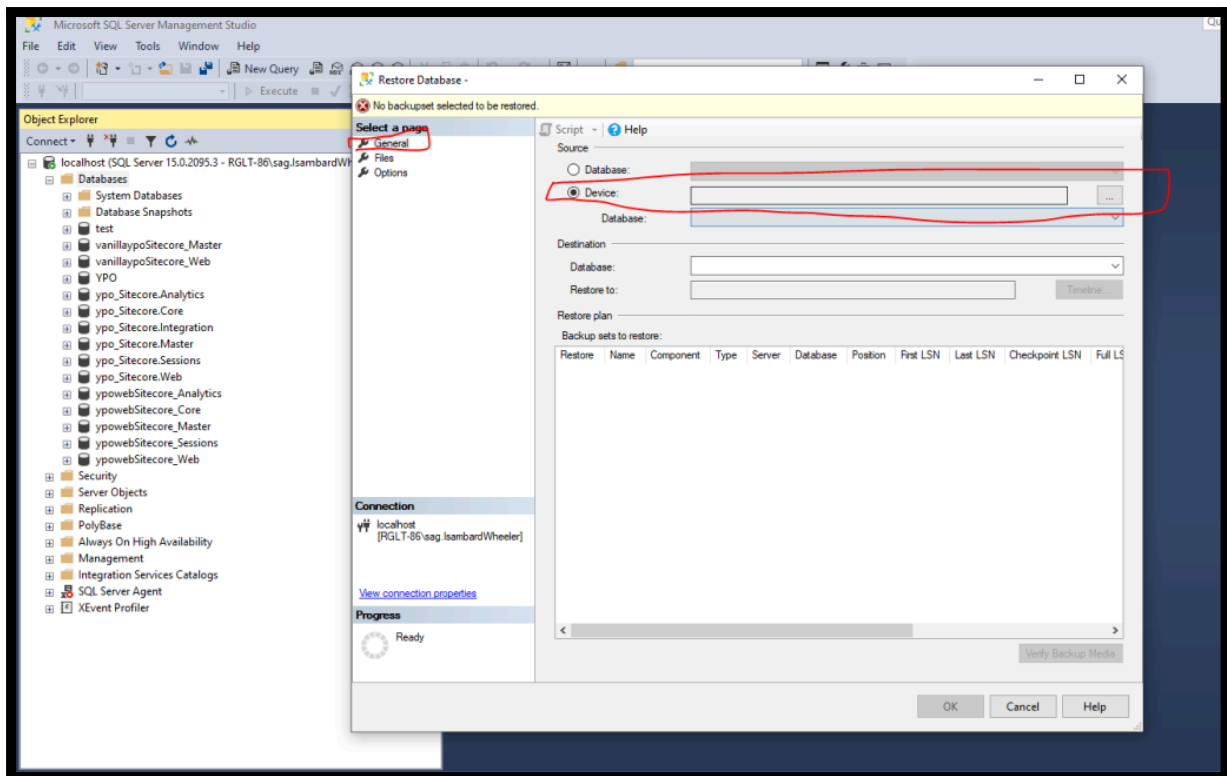 Microsoft SQL Server Management Studio
Qu
File Edit View Tools Window Help
New Query
Execute
Object Explorer
Connect
localhost (SQL Server 15.0.2095.3 - RGLT-86\sag.IsambardWh
Databases
System Databases
Database Snapshots
test
vanillaypoSitecore_Master
vanillaypoSitecore_Web
YPO
ypo_Sitecore.Analytics
ypo_Sitecore.Core
ypo_Sitecore.Integration
ypo_Sitecore.Master
ypo_Sitecore.Sessions
ypo_Sitecore.Web
ypowebSitecore_Analytics
ypowebSitecore_Core
ypowebSitecore_Master
ypowebSitecore_Sessions
ypowebSitecore_Web
Security
Server Objects
Replication
PolyBase
Always On High Availability
Management
Integration Services Catalogs
SQL Server Agent
XEvent Profiler
Restore Database -
No backupset selected to be restored.
Select a page
General
Files
Options
Connection
localhost
[RGLT-86\sag.IsambardWheeler]
View connection properties
Progress
Ready
Script Help
Source
Database:
Device: ...
Database:
Destination
Database:
Restore to: Timeline...
Restore plan
Backup sets to restore:
Restore Name Component Type Server Database Position First LSN Last LSN Checkpoint LSN Full LS
Verify Backup Media
OK Cancel Help